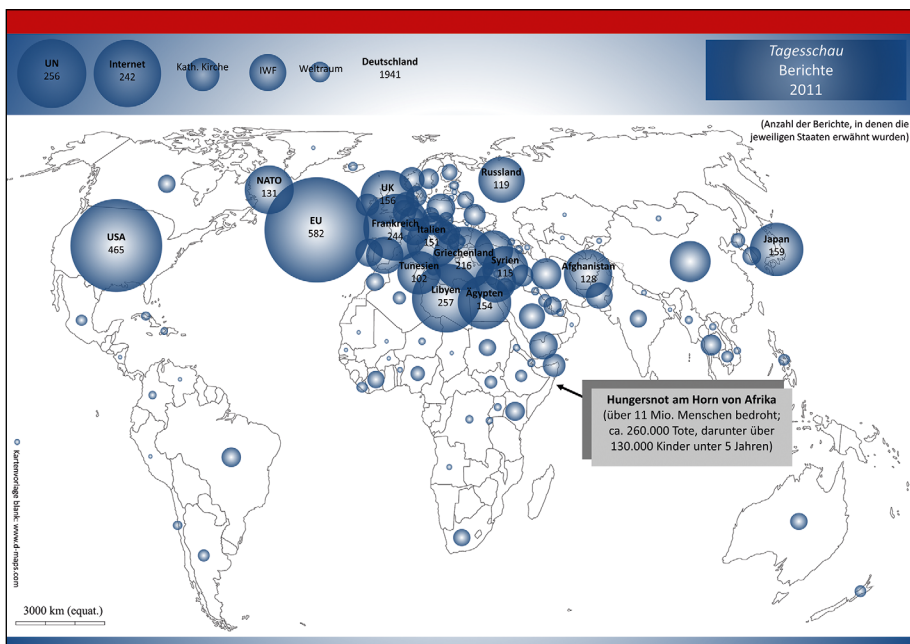 UN
256
Internet
242
Kath. Kirche
IWF
Weltraum
Deutschland
1941
Tagesschau
Berichte
2011
(Anzahl der Berichte, in denen die
jeweiligen Staaten erwähnt wurden)
NATO
131
UK
156
Russland
119
EU
582
USA
465
Frankreich
244
Italien
151
Griechenland
216
Syrien
115
Tunesien
102
Libyen
257
Ägypten
154
Afghanistan
128
Japan
159
Hungersnot am Horn von Afrika
(über 11 Mio. Menschen bedroht;
ca. 260.000 Tote, darunter über
130.000 Kinder unter 5 Jahren)
Kartenvorlage blank: www.d-maps.com
3000 km (equat.)